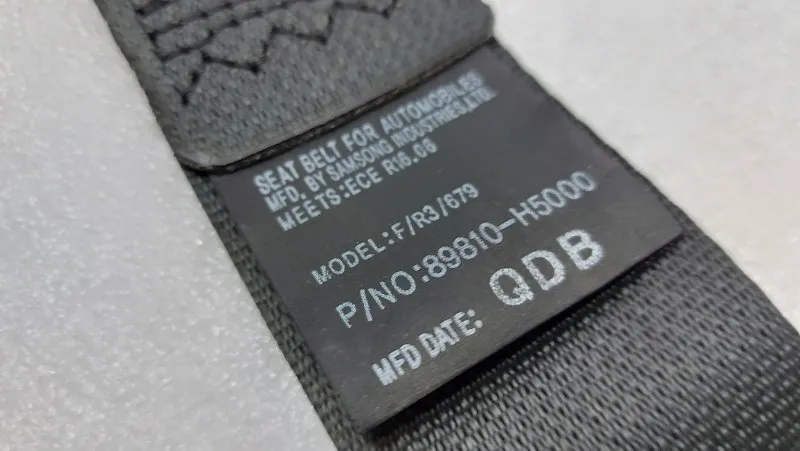 SEAT BELT FOR AUTOMOBILES
MFD. BY SAMSONG INDUSTRIES,LTD.
MEETS:ECE R16.06
MODEL:F/R3/679
P/NO:89810-H5000
MFD DATE: QDB